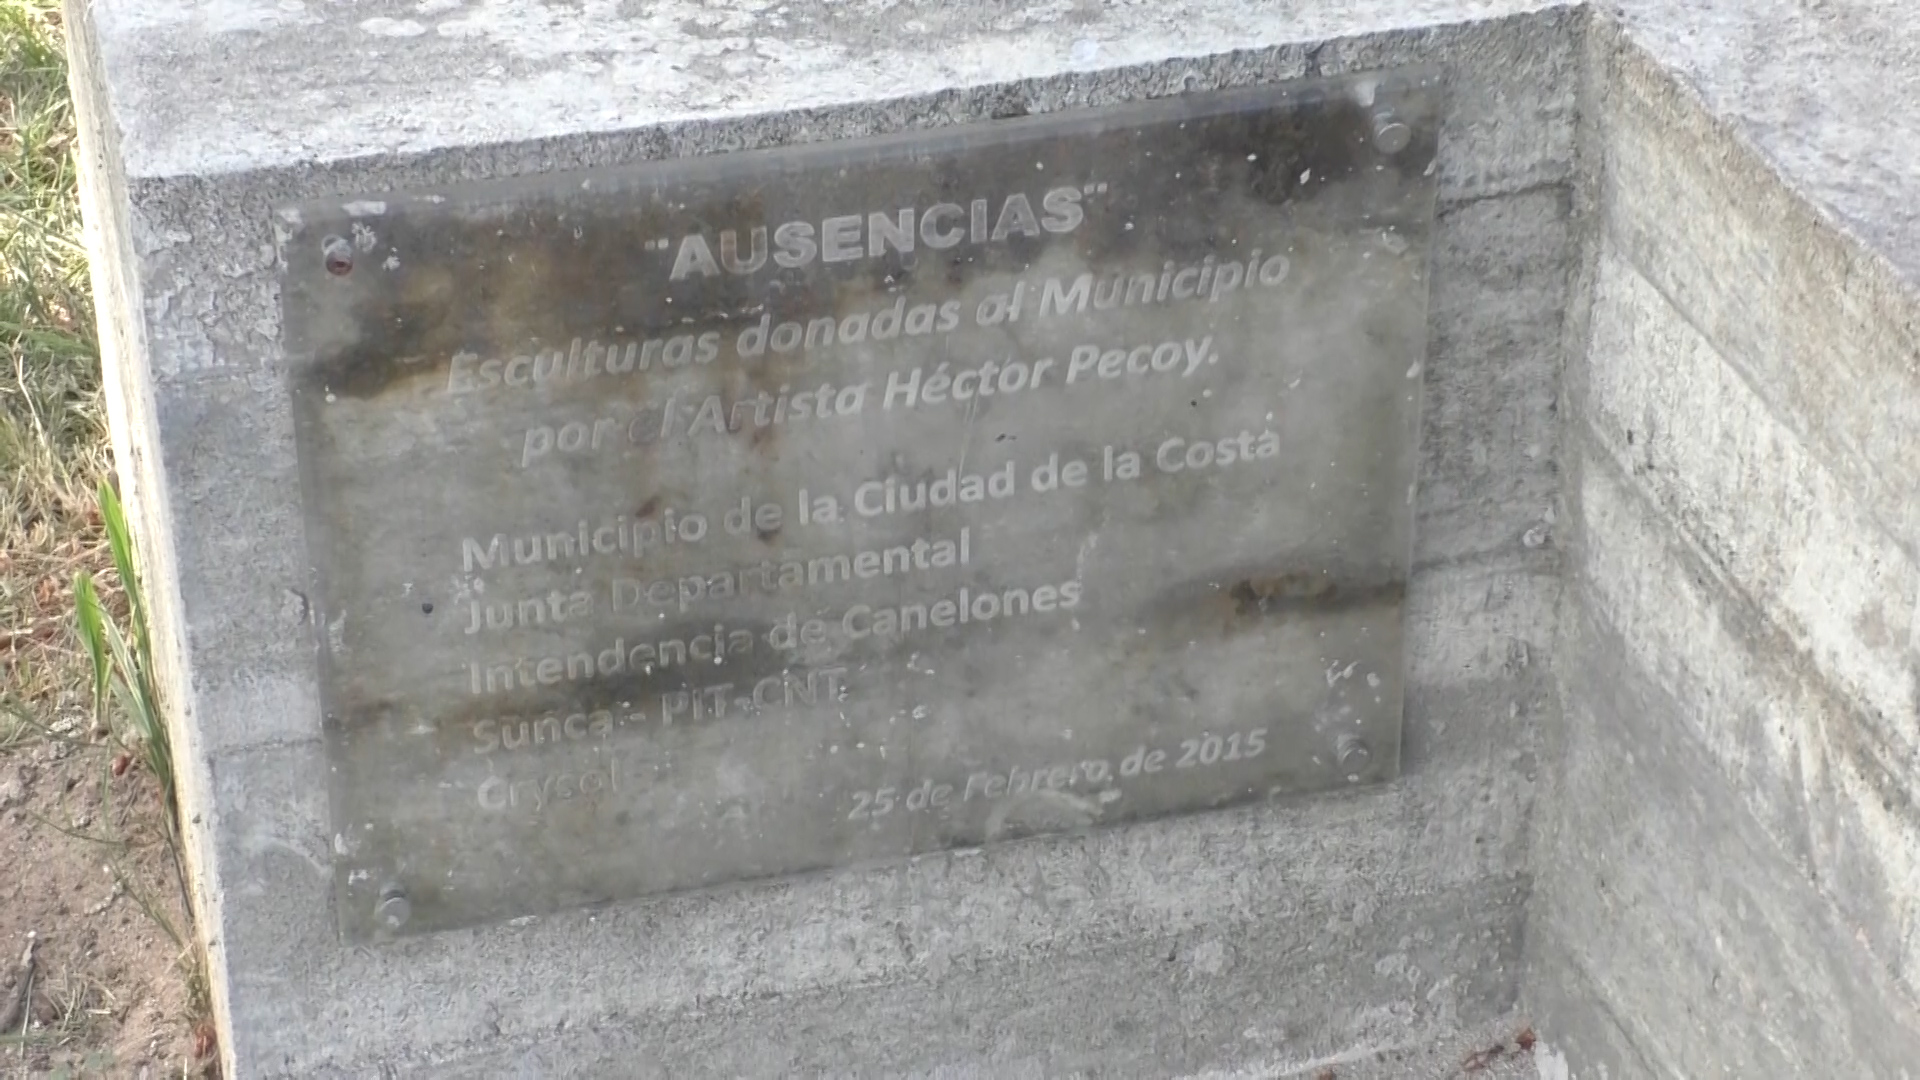 "AUSENCIAS"
Esculturas donadas al Municipio
por el Artista Héctor Pecoy.
Municipio de la Ciudad de la Costa
Junta Departamental
Intendencia de Canelones
Sunca - PIT-CNT
Crysol
25 de Febrero de 2015